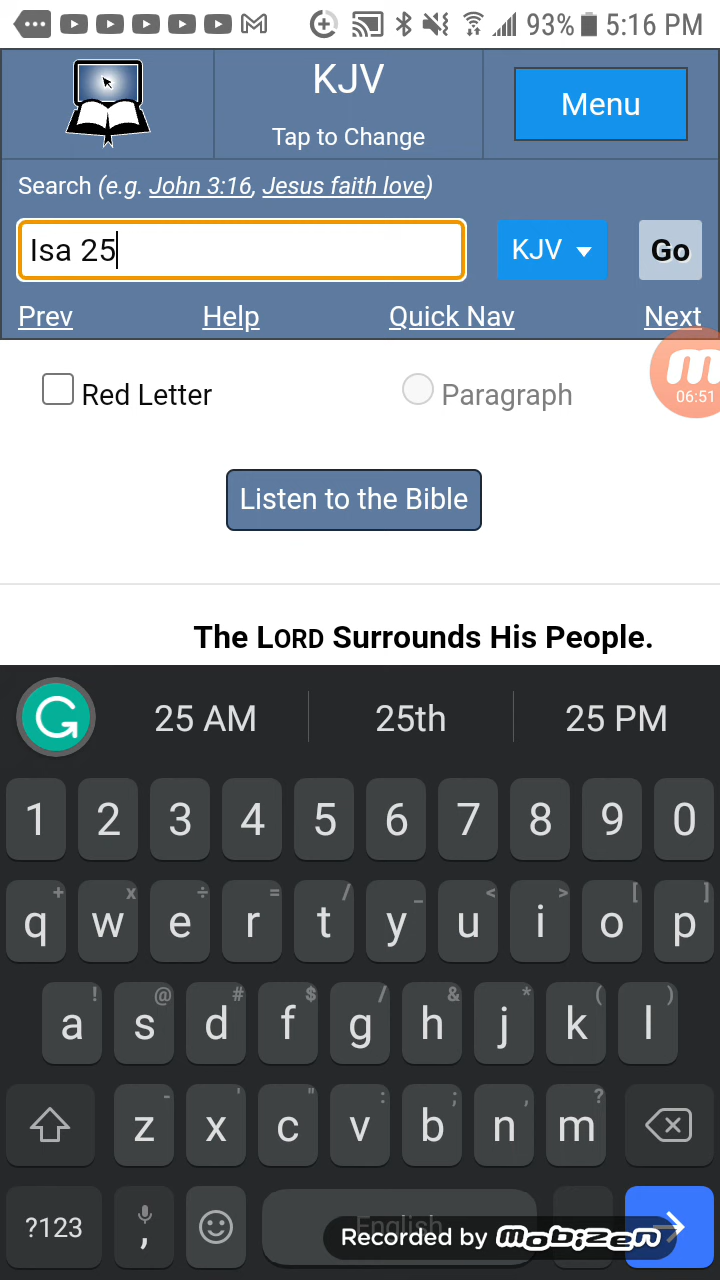 93% 5:16 PM
KJV
Tap to Change
Menu
Search (e.g. John 3:16, Jesus faith love)
Isa 25
KJV
Go
Prev Help Quick Nav Next
06:51
Red Letter Paragraph
Listen to the Bible
The LORD Surrounds His People.
25 AM 25th 25 PM
1 2 3 4 5 6 7 8 9 0
+ x ÷ = / _ < > [ ]
q w e r t y u i o p
! @ # $ / & * ( )
a s d f g h j k l
- ' " : ; , ?
z x c v b n m
?123 , English
Recorded by mobizen